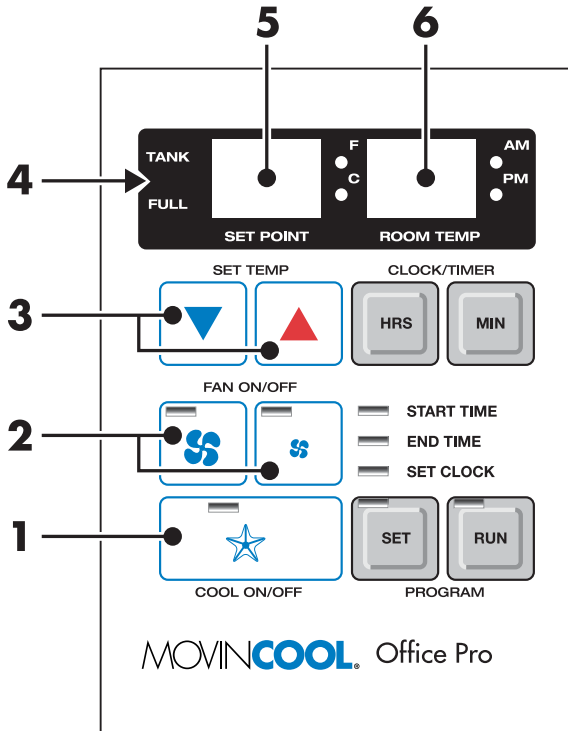 5 6
TANK F AM
4
C PM
FULL
SET POINT ROOM TEMP
SET TEMP CLOCK/TIMER
3 HRS MIN
FAN ON/OFF
START TIME
2 END TIME
SET CLOCK
1 SET RUN
COOL ON/OFF PROGRAM
MOVINCOOL. Office Pro